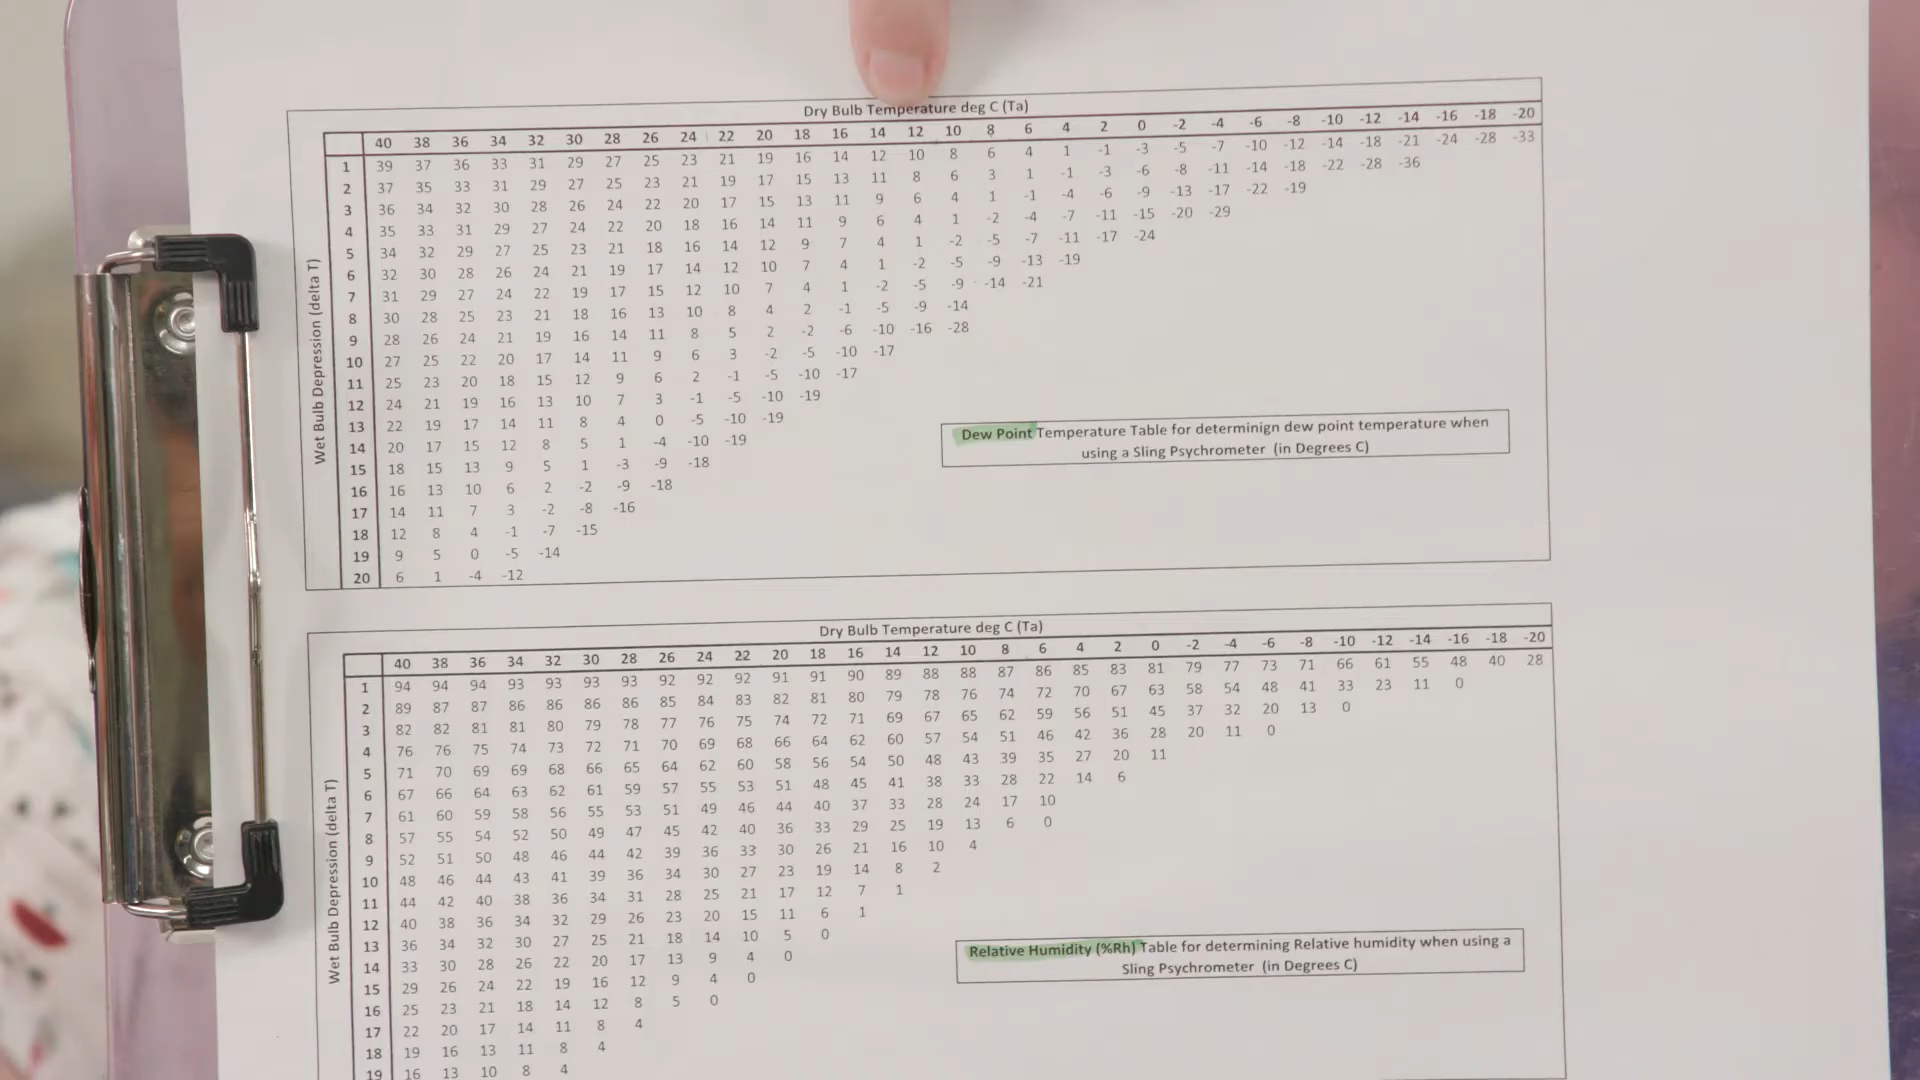 Dry Bulb Temperature deg C (Ta)
40 38 36 34 32 30 28 26 24 22 20 18 16 14 12 10 8 6 4 2 0 -2 -4 -6 -8 -10 -12 -14 -16 -18 -20
Wet Bulb Depression (delta T)
1 39 37 36 33 31 29 27 25 23 21 19 16 14 12 10 8 6 4 1 -1 -3 -5 -7 -10 -12 -14 -18 -21 -24 -28 -33
2 37 35 33 31 29 27 25 23 21 19 17 15 13 11 8 6 3 1 -1 -3 -6 -8 -11 -14 -18 -22 -28 -36
3 36 34 32 30 28 26 24 22 20 17 15 13 11 9 6 4 1 -1 -4 -6 -9 -13 -17 -22 -19
4 35 33 31 29 27 24 22 20 18 16 14 11 9 6 4 1 -2 -4 -7 -11 -15 -20 -29
5 34 32 29 27 25 23 21 18 16 14 12 9 7 4 1 -2 -5 -7 -11 -17 -24
6 32 30 28 26 24 21 19 17 14 12 10 7 4 1 -2 -5 -9 -13 -19
7 31 29 27 24 22 19 17 15 12 10 7 4 1 -2 -5 -9 -14 -21
8 30 28 25 23 21 18 16 13 10 8 4 2 -1 -5 -9 -14
9 28 26 24 21 19 16 14 11 8 5 2 -2 -6 -10 -16 -28
10 27 25 22 20 17 14 11 9 6 3 -2 -5 -10 -17
11 25 23 20 18 15 12 9 6 2 -1 -5 -10 -17
12 24 21 19 16 13 10 7 3 -1 -5 -10 -19
13 22 19 17 14 11 8 4 0 -5 -10 -19
14 20 17 15 12 8 5 1 -4 -10 -19
15 18 15 13 9 5 1 -3 -9 -18
16 16 13 10 6 2 -2 -9 -18
17 14 11 7 3 -2 -8 -16
18 12 8 4 -1 -7 -15
19 9 5 0 -5 -14
20 6 1 -4 -12
Dew Point Temperature Table for determinign dew point temperature when
using a Sling Psychrometer (in Degrees C)
Dry Bulb Temperature deg C (Ta)
40 38 36 34 32 30 28 26 24 22 20 18 16 14 12 10 8 6 4 2 0 -2 -4 -6 -8 -10 -12 -14 -16 -18 -20
Wet Bulb Depression (delta T)
1 94 94 94 93 93 93 93 92 92 92 91 91 90 89 88 88 87 86 85 83 81 79 77 73 71 66 61 55 48 40 28
2 89 87 87 86 86 86 86 85 84 83 82 81 80 79 78 76 74 72 70 67 63 58 54 48 41 33 23 11 0
3 82 82 81 81 80 79 78 77 76 75 74 72 71 69 67 65 62 59 56 51 45 37 32 20 13 0
4 76 76 75 74 73 72 71 70 69 68 66 64 62 60 57 54 51 46 42 36 28 20 11 0
5 71 70 69 69 68 66 65 64 62 60 58 56 54 50 48 43 39 35 27 20 11
6 67 66 64 63 62 61 59 57 55 53 51 48 45 41 38 33 28 22 14 6
7 61 60 59 58 56 55 53 51 49 46 44 40 37 33 28 24 17 10
8 57 55 54 52 50 49 47 45 42 40 36 33 29 25 19 13 6 0
9 52 51 50 48 46 44 42 39 36 33 30 26 21 16 10 4
10 48 46 44 43 41 39 36 34 30 27 23 19 14 8 2
11 44 42 40 38 36 34 31 28 25 21 17 12 7 1
12 40 38 36 34 32 29 26 23 20 15 11 6 1
13 36 34 32 30 27 25 21 18 14 10 5 0
14 33 30 28 26 22 20 17 13 9 4 0
15 29 26 24 22 19 16 12 9 4 0
16 25 23 21 18 14 12 8 5 0
17 22 20 17 14 11 8 4
18 19 16 13 11 8 4
19 16 13 10 8 4
Relative Humidity (%Rh) Table for determining Relative humidity when using a
Sling Psychrometer (in Degrees C)